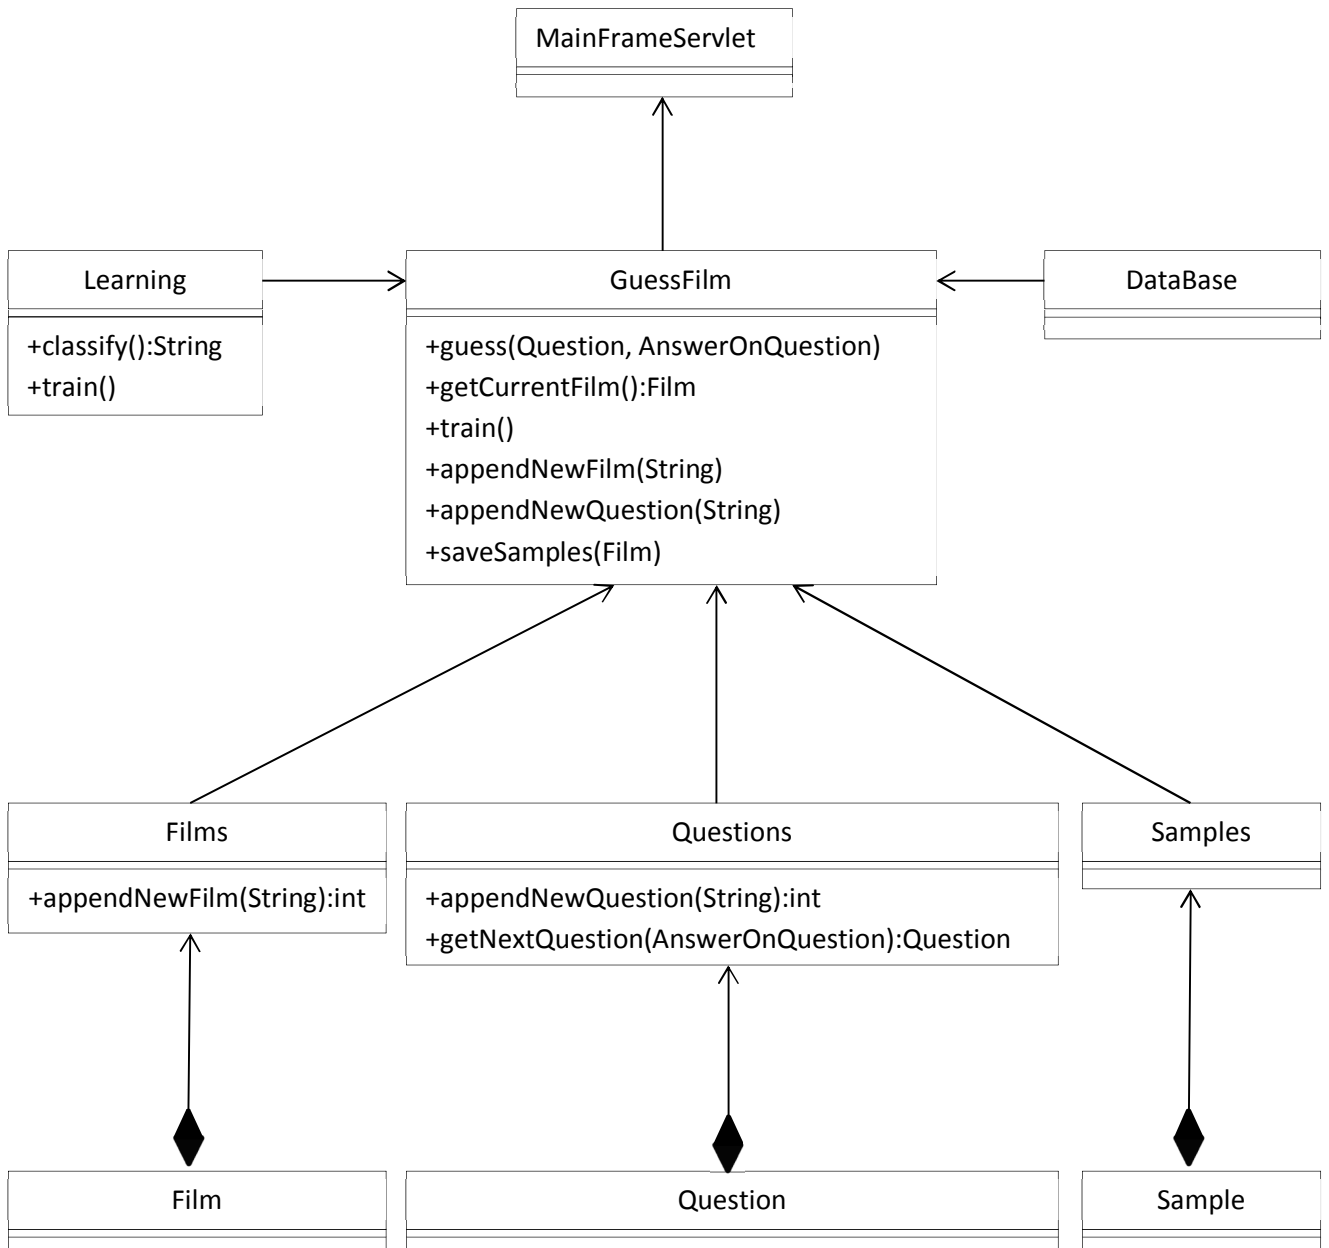 MainFrameServlet
Learning
+classify():String
+train()
GuessFilm
+guess(Question, AnswerOnQuestion)
+getCurrentFilm():Film
+train()
+appendNewFilm(String)
+appendNewQuestion(String)
+saveSamples(Film)
DataBase
Films
+appendNewFilm(String):int
Questions
+appendNewQuestion(String):int
+getNextQuestion(AnswerOnQuestion):Question
Samples
Film
Question
Sample